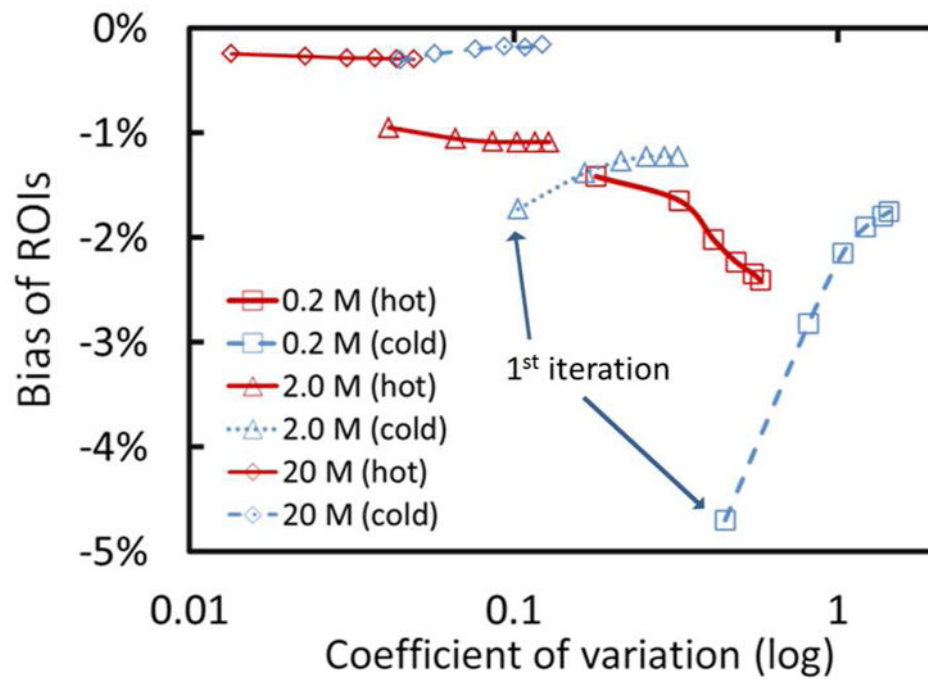 0%
-1%
-2%
-3%
-4%
-5%
Bias of ROIs
0.2 M (hot)
0.2 M (cold)
2.0 M (hot)
2.0 M (cold)
20 M (hot)
20 M (cold)
1st iteration
0.01
0.1
1
Coefficient of variation (log)